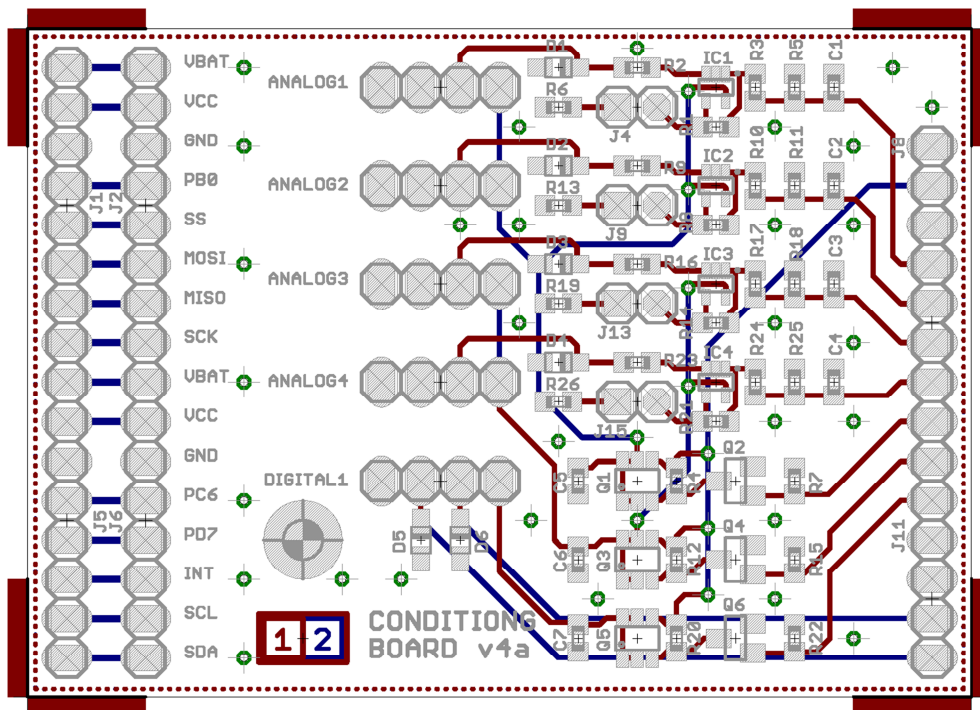 VBAT
VCC
GND
PB0
SS
MOSI
MISO
SCK
VBAT
VCC
GND
PC6
PD7
INT
SCL
SDA
J1
J2
J5
J6
ANALOG1
ANALOG2
ANALOG3
ANALOG4
DIGITAL1
D1
R2
IC1
R3
R5
C1
R6
J4
D2
R9
IC2
R10
R11
C2
R13
J9
D3
R16
IC3
R17
R18
C3
R19
J13
D4
R23
IC4
R24
R25
C4
R26
J15
J8
J11
C5
Q1
Q2
R7
C6
Q3
R12
Q4
R15
C7
Q5
R20
Q6
R22
D5
D6
1 2
CONDITIONG
BOARD v4a